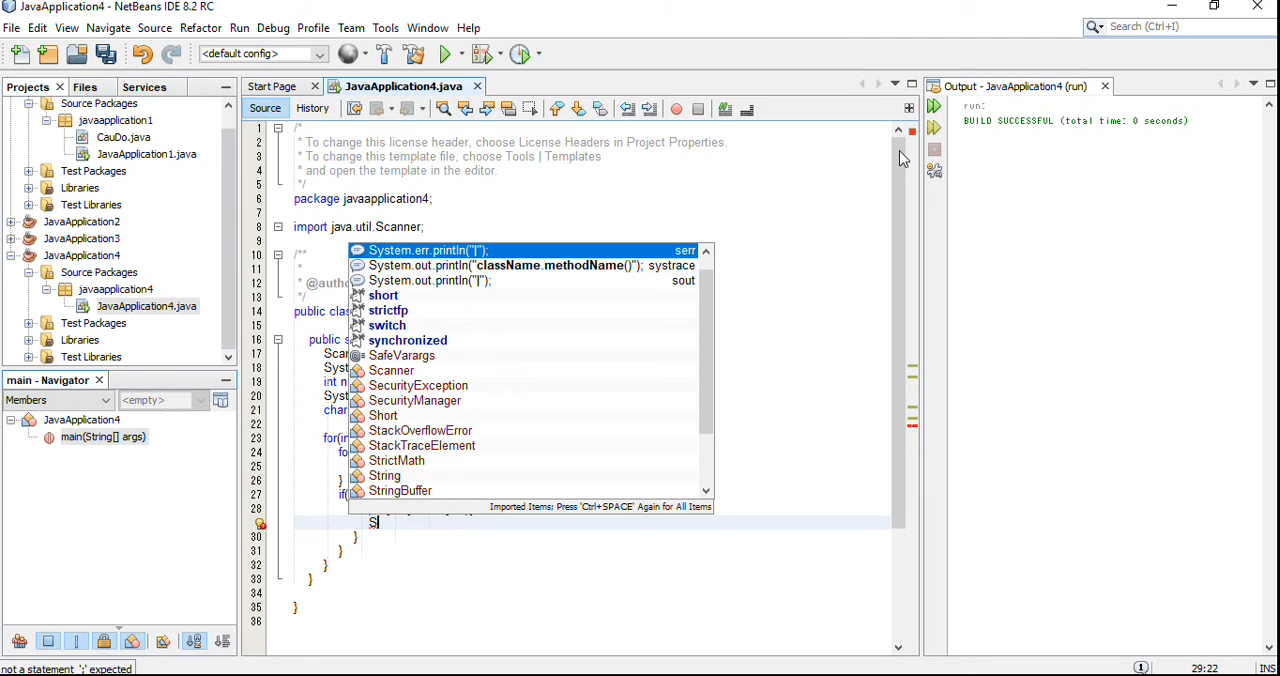 JavaApplication4 - NetBeans IDE 8.2 RC
File Edit View Navigate Source Refactor Run Debug Profile Team Tools Window Help
Search (Ctrl+I)
<default config>
Projects Files Services
Source Packages
javaapplication1
CauDo.java
JavaApplication1.java
Test Packages
Libraries
Test Libraries
JavaApplication2
JavaApplication3
JavaApplication4
Source Packages
javaapplication4
JavaApplication4.java
Test Packages
Libraries
Test Libraries
main - Navigator
Members <empty>
JavaApplication4
main(String[] args)
Start Page JavaApplication4.java
Source History
1 /*
2 * To change this license header, choose License Headers in Project Properties.
3 * To change this template file, choose Tools | Templates
4 * and open the template in the editor.
5 */
6 package javaapplication4;
7
8 import java.util.Scanner;
9
10 /**
11 *
12 * @autho
13 */
14 public clas
15
16 public s
17 Scan
18 Syst
19 int n
20 Syst
21 char
22
23 for(in
24 fo
25
26 }
27 if(
28
S
30 }
31 }
32 }
33 }
34
35 }
36
System.err.println("|"); serr
System.out.println("className.methodName()"); systrace
System.out.println("|"); sout
short
strictfp
switch
synchronized
SafeVarargs
Scanner
SecurityException
SecurityManager
Short
StackOverflowError
StackTraceElement
StrictMath
String
StringBuffer
Imported Items; Press 'Ctrl+SPACE' Again for All Items
Output - JavaApplication4 (run)
run:
BUILD SUCCESSFUL (total time: 0 seconds)
not a statement ';' expected
1 29:22 INS